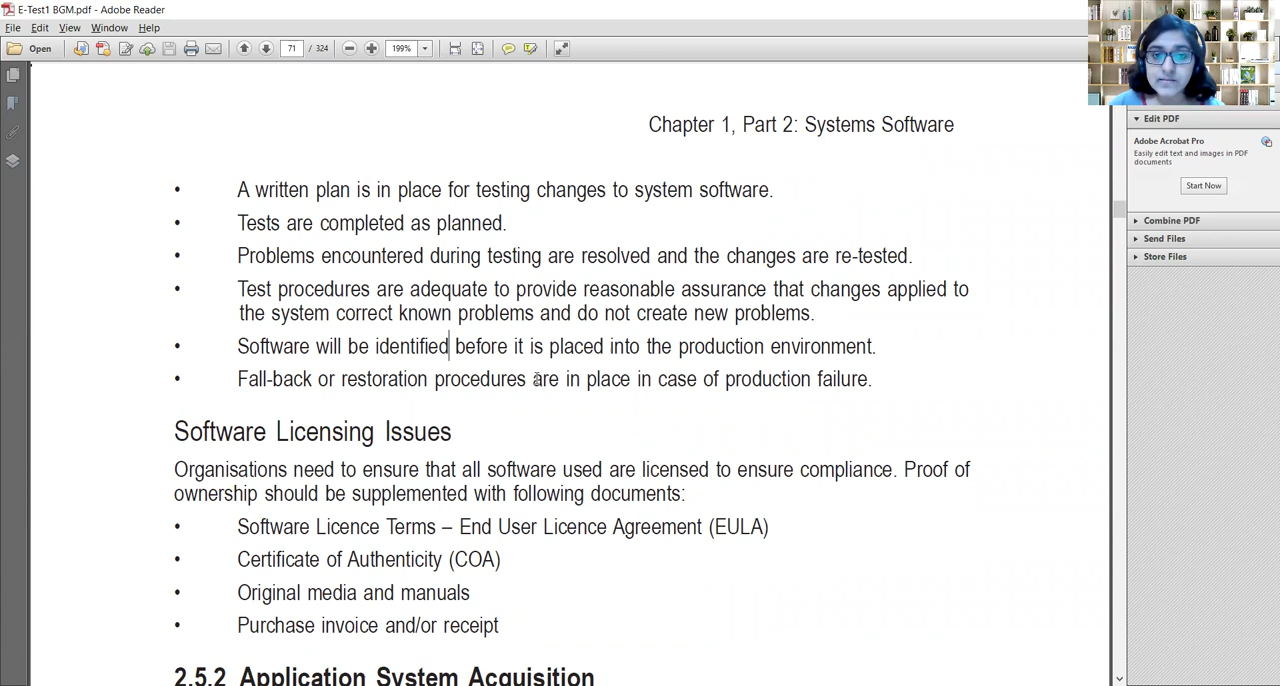 E-Test1 BGM.pdf - Adobe Reader
File Edit View Window Help
Open 71 / 324 199%
Chapter 1, Part 2: Systems Software
• A written plan is in place for testing changes to system software.
• Tests are completed as planned.
• Problems encountered during testing are resolved and the changes are re-tested.
• Test procedures are adequate to provide reasonable assurance that changes applied to
the system correct known problems and do not create new problems.
• Software will be identified before it is placed into the production environment.
• Fall-back or restoration procedures are in place in case of production failure.
Software Licensing Issues
Organisations need to ensure that all software used are licensed to ensure compliance. Proof of
ownership should be supplemented with following documents:
• Software Licence Terms – End User Licence Agreement (EULA)
• Certificate of Authenticity (COA)
• Original media and manuals
• Purchase invoice and/or receipt
2.5.2 Application System Acquisition
Edit PDF
Adobe Acrobat Pro
Easily edit text and images in PDF
documents
Start Now
Combine PDF
Send Files
Store Files